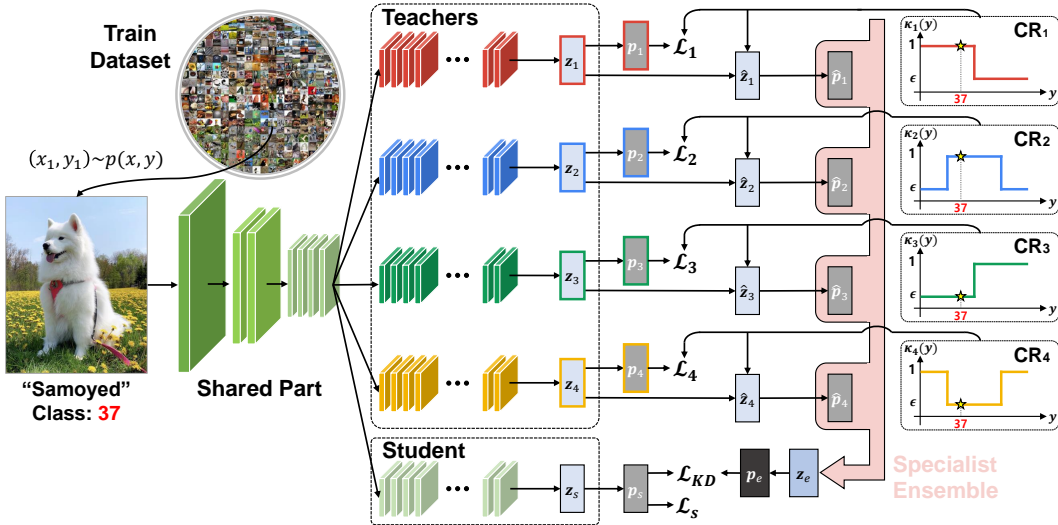 Train
Dataset
(x₁, y₁)~p(x, y)
"Samoyed"
Class: 37
Shared Part
Teachers
z₁
p₁
ℒ₁
ẑ₁
p̂₁
κ₁(y)
CR₁
1
ϵ
37
y
z₂
p₂
ℒ₂
ẑ₂
p̂₂
κ₂(y)
CR₂
1
ϵ
37
y
z₃
p₃
ℒ₃
ẑ₃
p̂₃
κ₃(y)
CR₃
1
ϵ
37
y
z₄
p₄
ℒ₄
ẑ₄
p̂₄
κ₄(y)
CR₄
1
ϵ
37
y
Student
zₛ
pₛ
ℒ_KD
ℒₛ
pₑ
zₑ
Specialist
Ensemble